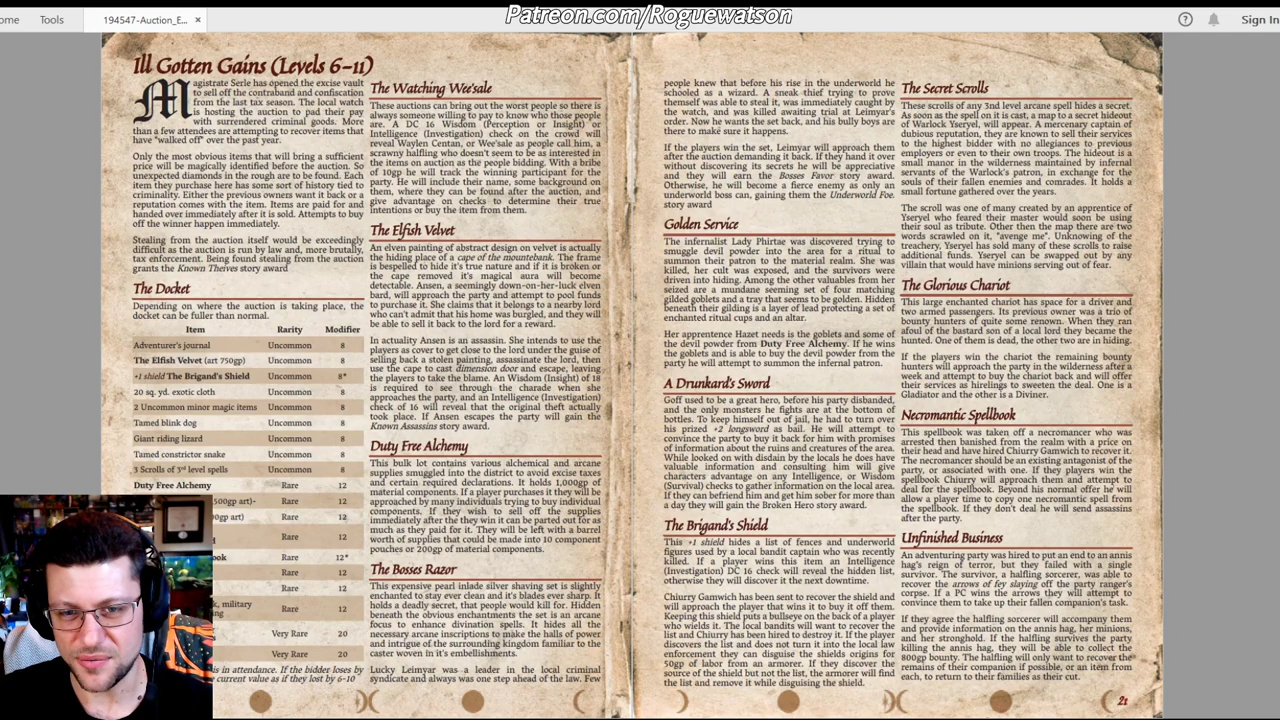 Patreon.com/Roguewatson
ome
Tools
194547-Auction_E...
×
?
Sign In
Ill Gotten Gains (Levels 6-11)
Magistrate Serle has opened the excise vault
to sell off the contraband and confiscation
from the last tax season. The local watch
is hosting the auction to pad their pay
with surrendered criminal goods. More
than a few attendees are attempting to recover items that
have "walked off" over the past year.
Only the most obvious items that will bring a sufficient
price will be magically identified before the auction. So
unexpected diamonds in the rough are to be found. Each
item they purchase here has some sort of history tied to
criminality. Either the previous owners want it back or a
reputation comes with the item. Items are paid for and
handed over immediately after it is sold. Attempts to buy
off the winner happen immediately.
Stealing from the auction itself would be exceedingly
difficult as the auction is run by law and, more brutally,
tax enforcement. Being found stealing from the auction
grants the Known Theives story award
The Docket
Depending on where the auction is taking place, the
docket can be fuller than normal.
Item Rarity Modifier
Adventurer's journal Uncommon 8
The Elfish Velvet (art 750gp) Uncommon 8
+1 shield The Brigand's Shield Uncommon 8*
20 sq. yd. exotic cloth Uncommon 8
2 Uncommon minor magic items Uncommon 8
Tamed blink dog Uncommon 8
Giant riding lizard Uncommon 8
Tamed constrictor snake Uncommon 8
3 Scrolls of 3rd level spells Uncommon 8
Duty Free Alchemy Rare 12
500gp art)- Rare 12
0gp art) Rare 12
Rare 12
ook Rare 12*
Rare 12
Rare 12
k, military
ng Rare 12
Very Rare 20
Very Rare 20
is in attendance. If the bidder loses by
current value as if they lost by 6-10
The Watching Wee'sale
These auctions can bring out the worst people so there is
always someone willing to pay to know who those people
are. A DC 16 Wisdom (Perception or Insight) or
Intelligence (Investigation) check on the crowd will
reveal Waylen Centan, or Wee'sale as people call him, a
scrawny halfling who doesn't seem to be as interested in
the items on auction as the people bidding. With a bribe
of 10gp he will track the winning participant for the
party. He will include their name, some background on
them, where they can be found after the auction, and
give advantage on checks to determine their true
intentions or buy the item from them.
The Elfish Velvet
An elven painting of abstract design on velvet is actually
the hiding place of a cape of the mountebank. The frame
is bespelled to hide it's true nature and if it is broken or
the cape removed it's magical aura will become
detectable. Ansen, a seemingly down-on-her-luck elven
bard, will approach the party and attempt to pool funds
to purchase it. She claims that it belongs to a nearby lord
who can't admit that his home was burgled, and they will
be able to sell it back to the lord for a reward.
In actuality Ansen is an assassin. She intends to use the
players as cover to get close to the lord under the guise of
selling back a stolen painting, assassinate the lord, then
use the cape to cast dimension door and escape, leaving
the players to take the blame. An Wisdom (Insight) of 18
is required to see through the charade when she
approaches the party, and an Intelligence (Investigation)
check of 16 will reveal that the original theft actually
took place. If Ansen escapes the party will gain the
Known Assassins story award.
Duty Free Alchemy
This bulk lot contains various alchemical and arcane
supplies smuggled into the district to avoid excise taxes
and certain required declarations. It holds 1,000gp of
material components. If a player purchases it they will be
approached by many individuals trying to buy individual
components. If they wish to sell off the supplies
immediately after the they win it can be parted out for as
much as they paid for it. They will be left with a barrel
worth of supplies that could be made into 10 component
pouches or 200gp of material components.
The Bosses Razor
This expensive pearl inlade silver shaving set is slightly
enchanted to stay ever clean and it's blades ever sharp. It
holds a deadly secret, that people would kill for. Hidden
beneath the obvious enchantments the set is an arcane
focus to enhance divination spells. It hides all the
necessary arcane inscriptions to make the halls of power
and intrigue of the surrounding kingdom familiar to the
caster woven in it's embellishments.
Lucky Leimyar was a leader in the local criminal
syndicate and always was one step ahead of the law. Few
people knew that before his rise in the underworld he
schooled as a wizard. A sneak thief trying to prove
themself was able to steal it, was immediately caught by
the watch, and was killed awaiting trial at Leimyar's
order. Now he wants the set back, and his bully boys are
there to make sure it happens.
If the players win the set, Leimyar will approach them
after the auction demanding it back. If they hand it over
without discovering its secrets he will be appreciative
and they will earn the Bosses Favor story award.
Otherwise, he will become a fierce enemy as only an
underworld boss can, gaining them the Underworld Foe.
story award
Golden Service
The infernalist Lady Phirtae was discovered trying to
smuggle devil powder into the area for a ritual to
summon their patron to the material realm. She was
killed, her cult was exposed, and the survivors were
driven into hiding. Among the other valuables from her
seized are a mundane seeming set of four matching
gilded goblets and a tray that seems to be golden. Hidden
beneath their gilding is a layer of lead protecting a set of
enchanted ritual cups and an altar.
Her apprentence Hazet needs is the goblets and some of
the devil powder from Duty Free Alchemy. If he wins
the goblets and is able to buy the devil powder from the
party he will attempt to summon the infernal patron.
A Drunkard's Sword
Goff used to be a great hero, before his party disbanded,
and the only monsters he fights are at the bottom of
bottles. To keep himself out of jail, he had to turn over
his prized +2 longsword as bail. He will attempt to
convince the party to buy it back for him with promises
of information about the ruins and creatures of the area.
While looked on with disdain by the locals he does have
valuable information and consulting him will give
characters advantage on any Intelligence, or Wisdom
(Survival) checks to gather information on the local area.
If they can befriend him and get him sober for more than
a day they will gain the Broken Hero story award.
The Brigand's Shield
This +1 shield hides a list of fences and underworld
figures used by a local bandit captain who was recently
killed. If a player wins this item an Intelligence
(Investigation) DC 16 check will reveal the hidden list,
otherwise they will discover it the next downtime.
Chiurry Gamwich has been sent to recover the shield and
will approach the player that wins it to buy it off them.
Keeping this shield puts a bullseye on the back of a player
who wields it. The local bandits will want to recover the
list and Chiurry has been hired to destroy it. If the player
discovers the list and does not turn it into the local law
enforcement they can disguise the shields origins for
50gp of labor from an armorer. If they discover the
source of the shield but not the list, the armorer will find
the list and remove it while disguising the shield.
The Secret Scrolls
These scrolls of any 3nd level arcane spell hides a secret.
As soon as the spell on it is cast, a map to a secret hideout
of Warlock Yseryel, will appear. A mercenary captain of
dubious reputation, they are known to sell their services
to the highest bidder with no allegiances to previous
employers or even to their own troops. The hideout is a
small manor in the wilderness maintained by infernal
servants of the Warlock's patron, in exchange for the
souls of their fallen enemies and comrades. It holds a
small fortune gathered over the years.
The scroll was one of many created by an apprentice of
Yseryel who feared their master would soon be using
their soul as tribute. Other then the map there are two
words scrawled on it, "avenge me". Unknowing of the
treachery, Yseryel has sold many of these scrolls to raise
additional funds. Yseryel can be swapped out by any
villain that would have minions serving out of fear.
The Glorious Chariot
This large enchanted chariot has space for a driver and
two armed passengers. Its previous owner was a trio of
bounty hunters of quite some renown. When they ran
afoul of the bastard son of a local lord they became the
hunted. One of them is dead, the other two are in hiding.
If the players win the chariot the remaining bounty
hunters will approach the party in the wilderness after a
week and attempt to buy the chariot back and will offer
their services as hirelings to sweeten the deal. One is a
Gladiator and the other is a Diviner.
Necromantic Spellbook
This spellbook was taken off a necromancer who was
arrested then banished from the realm with a price on
their head and have hired Chiurry Gamwich to recover it.
The necromancer should be an existing antagonist of the
party, or associated with one. If they players win the
spellbook Chiurry will approach them and attempt to
deal for the spellbook. Beyond his normal offer he will
allow a player time to copy one necromantic spell from
the spellbook. If they don't deal he will send assassins
after the party.
Unfinished Business
An adventuring party was hired to put an end to an annis
hag's reign of terror, but they failed with a single
survivor. The survivor, a halfling sorcerer, was able to
recover the arrows of fey slaying off the party ranger's
corpse. If a PC wins the arrows they will attempt to
convince them to take up their fallen companion's task.
If they agree the halfling sorcerer will accompany them
and provide information on the annis hag, her minions,
and her stronghold. If the halfling survives the party
killing the annis hag, they will be able to collect the
800gp bounty. The halfling will only want to recover the
remains of their companion if possible, or an item from
each, to return to their families as their cut.
21